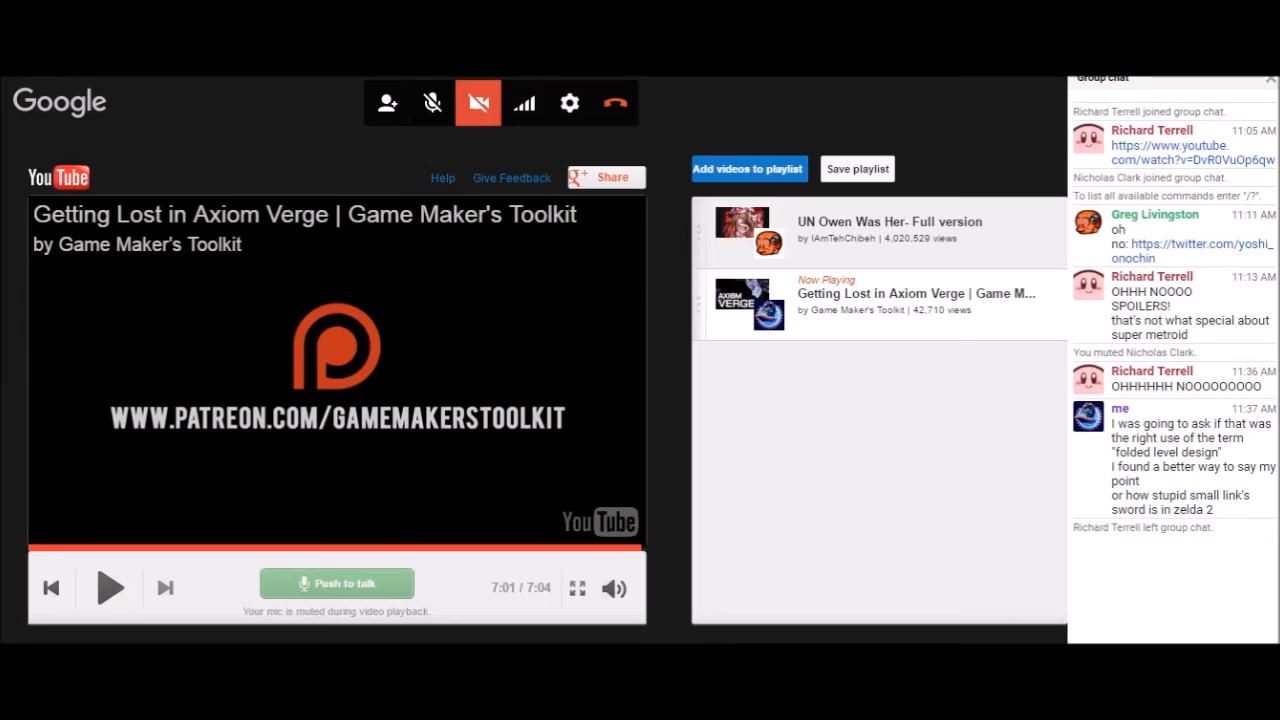 Google
YouTube
Help
Give Feedback
g+ Share
Getting Lost in Axiom Verge | Game Maker's Toolkit
by Game Maker's Toolkit
WWW.PATREON.COM/GAMEMAKERSTOOLKIT
YouTube
Push to talk
7:01 / 7:04
Your mic is muted during video playback.
Add videos to playlist
Save playlist
UN Owen Was Her- Full version
by IAmTehChibeh | 4,020,529 views
Now Playing
AXIOM
VERGE
Getting Lost in Axiom Verge | Game M...
by Game Maker's Toolkit | 42,710 views
Group chat
Richard Terrell joined group chat.
Richard Terrell 11:05 AM
https://www.youtube.
com/watch?v=DvR0VuOp6qw
Nicholas Clark joined group chat.
To list all available commands enter "/?".
Greg Livingston 11:11 AM
oh
no: https://twitter.com/yoshi_
onochin
Richard Terrell 11:13 AM
OHHH NOOOO
SPOILERS!
that's not what special about
super metroid
You muted Nicholas Clark.
Richard Terrell 11:36 AM
OHHHHHH NOOOOOOOOO
me 11:37 AM
I was going to ask if that was
the right use of the term
"folded level design"
I found a better way to say my
point
or how stupid small link's
sword is in zelda 2
Richard Terrell left group chat.